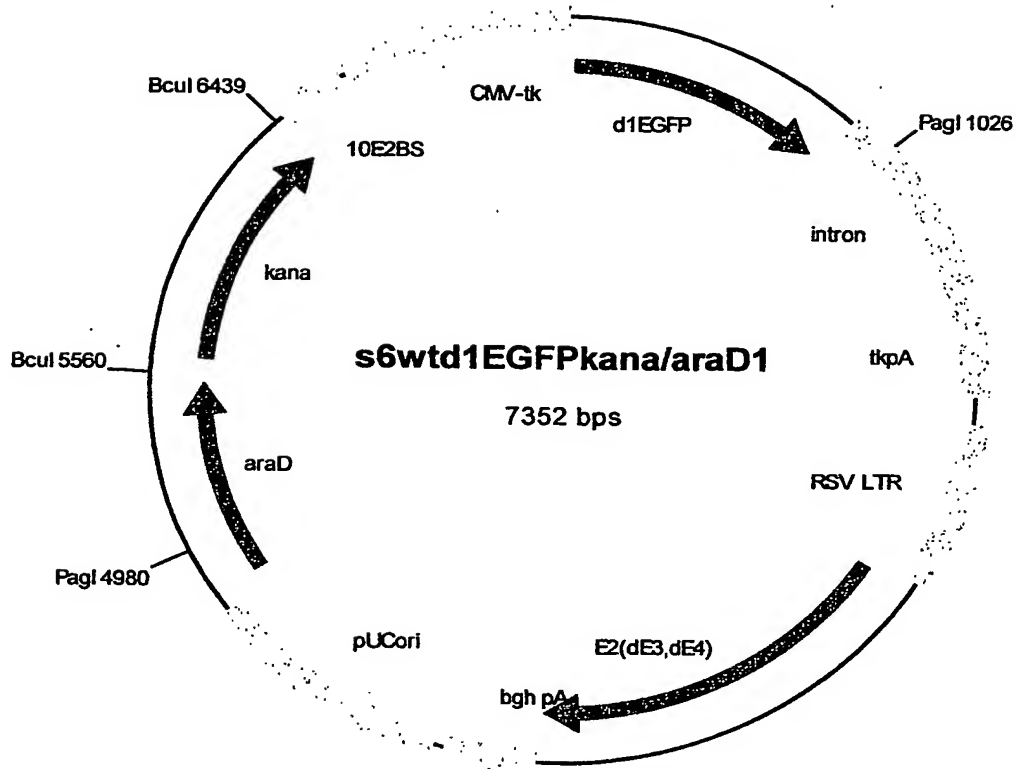 BcuI 6439
CMV-tk
d1EGFP
PagI 1026
10E2BS
intron
kana
BcuI 5560
s6wtd1EGFPkana/araD1
tkpA
7352 bps
araD
RSV LTR
PagI 4980
pUCori
E2(dE3,dE4)
bgh pA